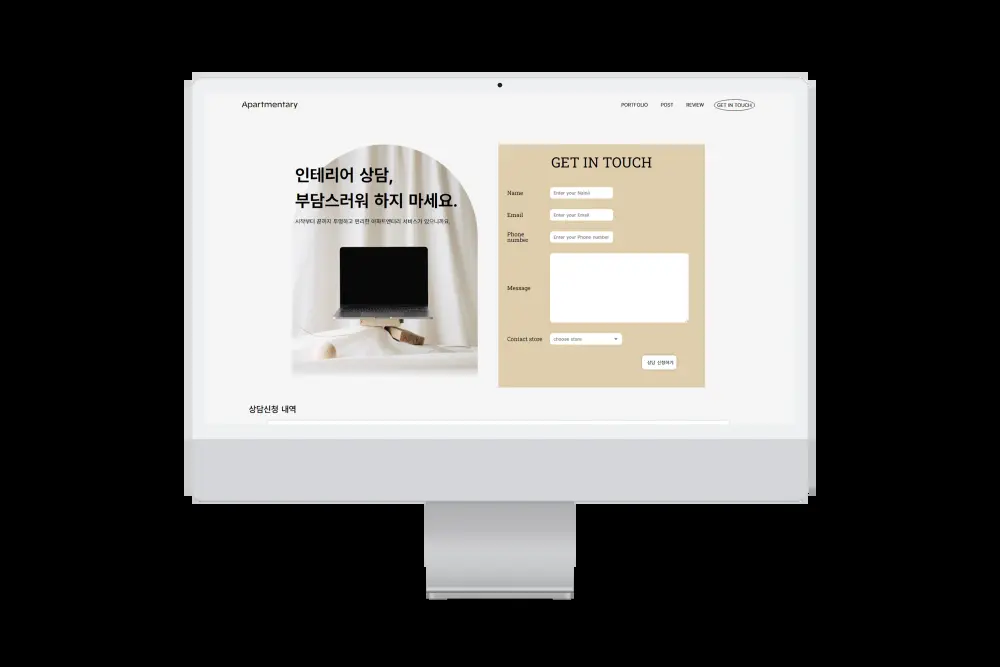 Apartmentary
PORTFOLIO POST REVIEW GET IN TOUCH
인테리어 상담,
부담스러워 하지 마세요.
시작부터 끝까지 투명하고 편리한 아파트멘터리 서비스가 있으니까요.
GET IN TOUCH
Name Enter your Name
Email Enter your Email
Phone
number
Enter your Phone number
Message
Contact store choose store
상담 신청하기
상담신청 내역